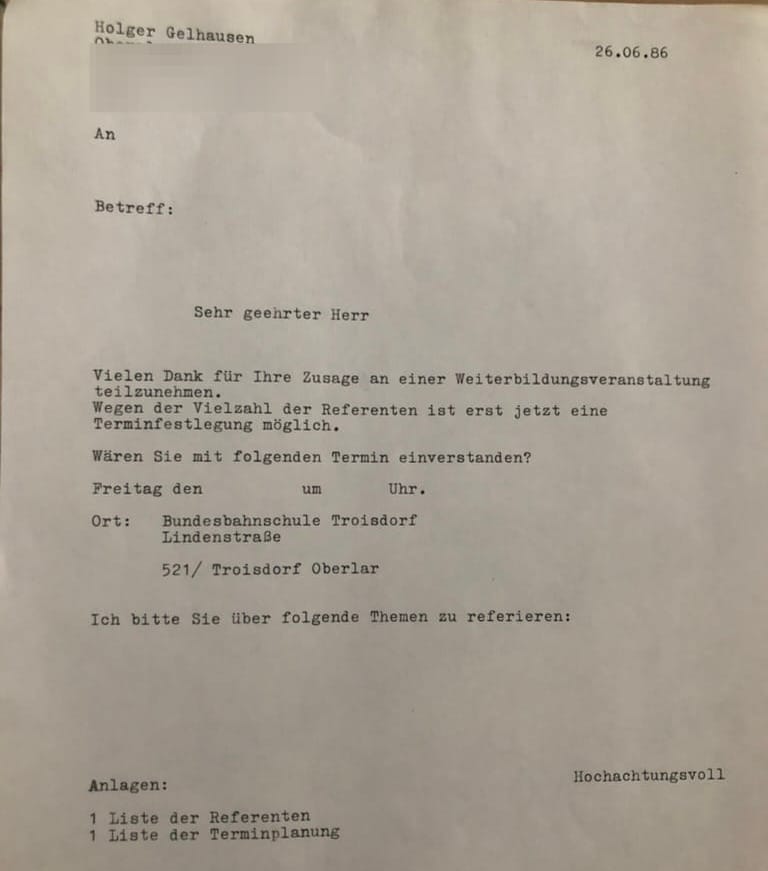 Holger Gelhausen
26.06.86
An
Betreff:
Sehr geehrter Herr
Vielen Dank für Ihre Zusage an einer Weiterbildungsveranstaltung
teilzunehmen.
Wegen der Vielzahl der Referenten ist erst jetzt eine
Terminfestlegung möglich.
Wären Sie mit folgenden Termin einverstanden?
Freitag den um Uhr.
Ort: Bundesbahnschule Troisdorf
Lindenstraße
521/ Troisdorf Oberlar
Ich bitte Sie über folgende Themen zu referieren:
Hochachtungsvoll
Anlagen:
1 Liste der Referenten
1 Liste der Terminplanung